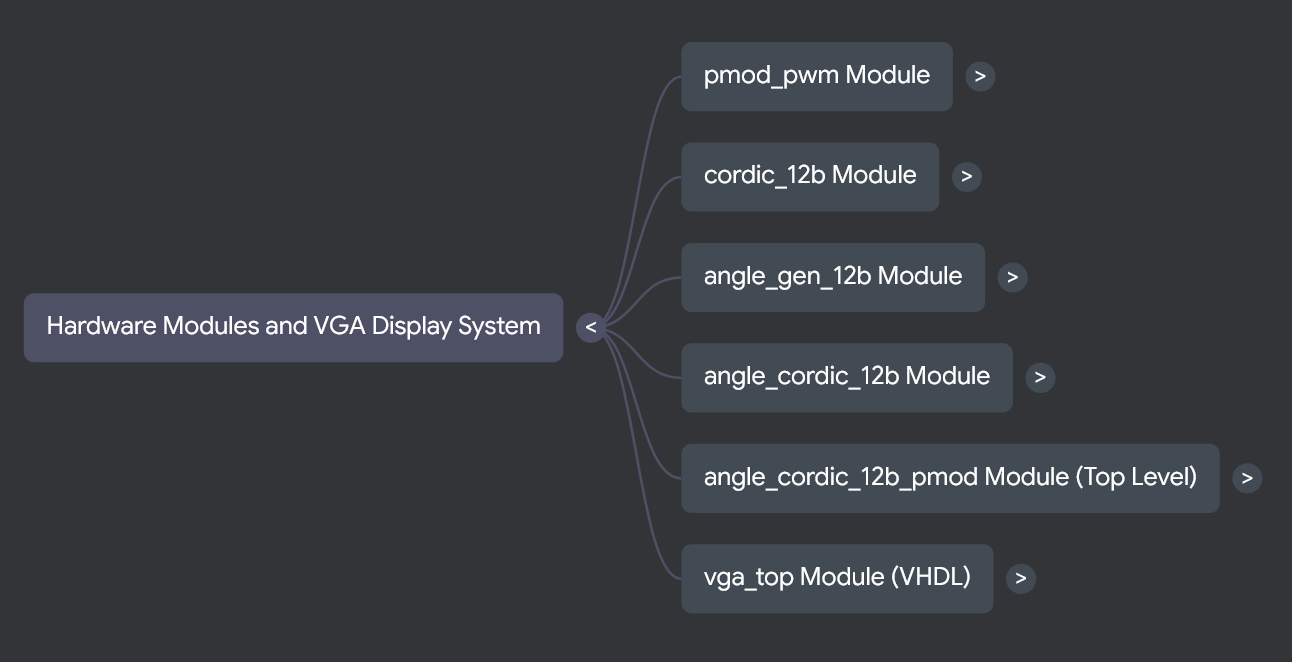 pmod_pwm Module >
cordic_12b Module >
angle_gen_12b Module >
Hardware Modules and VGA Display System <
angle_cordic_12b Module >
angle_cordic_12b_pmod Module (Top Level) >
vga_top Module (VHDL) >